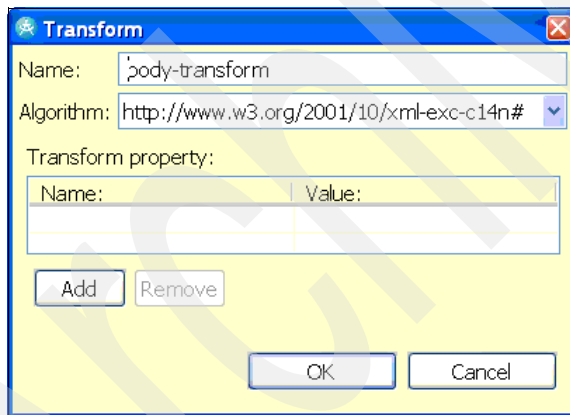 Transform
Name: body-transform
Algorithm: http://www.w3.org/2001/10/xml-exc-c14n#
Transform property:
Name: Value:
Add Remove
OK Cancel